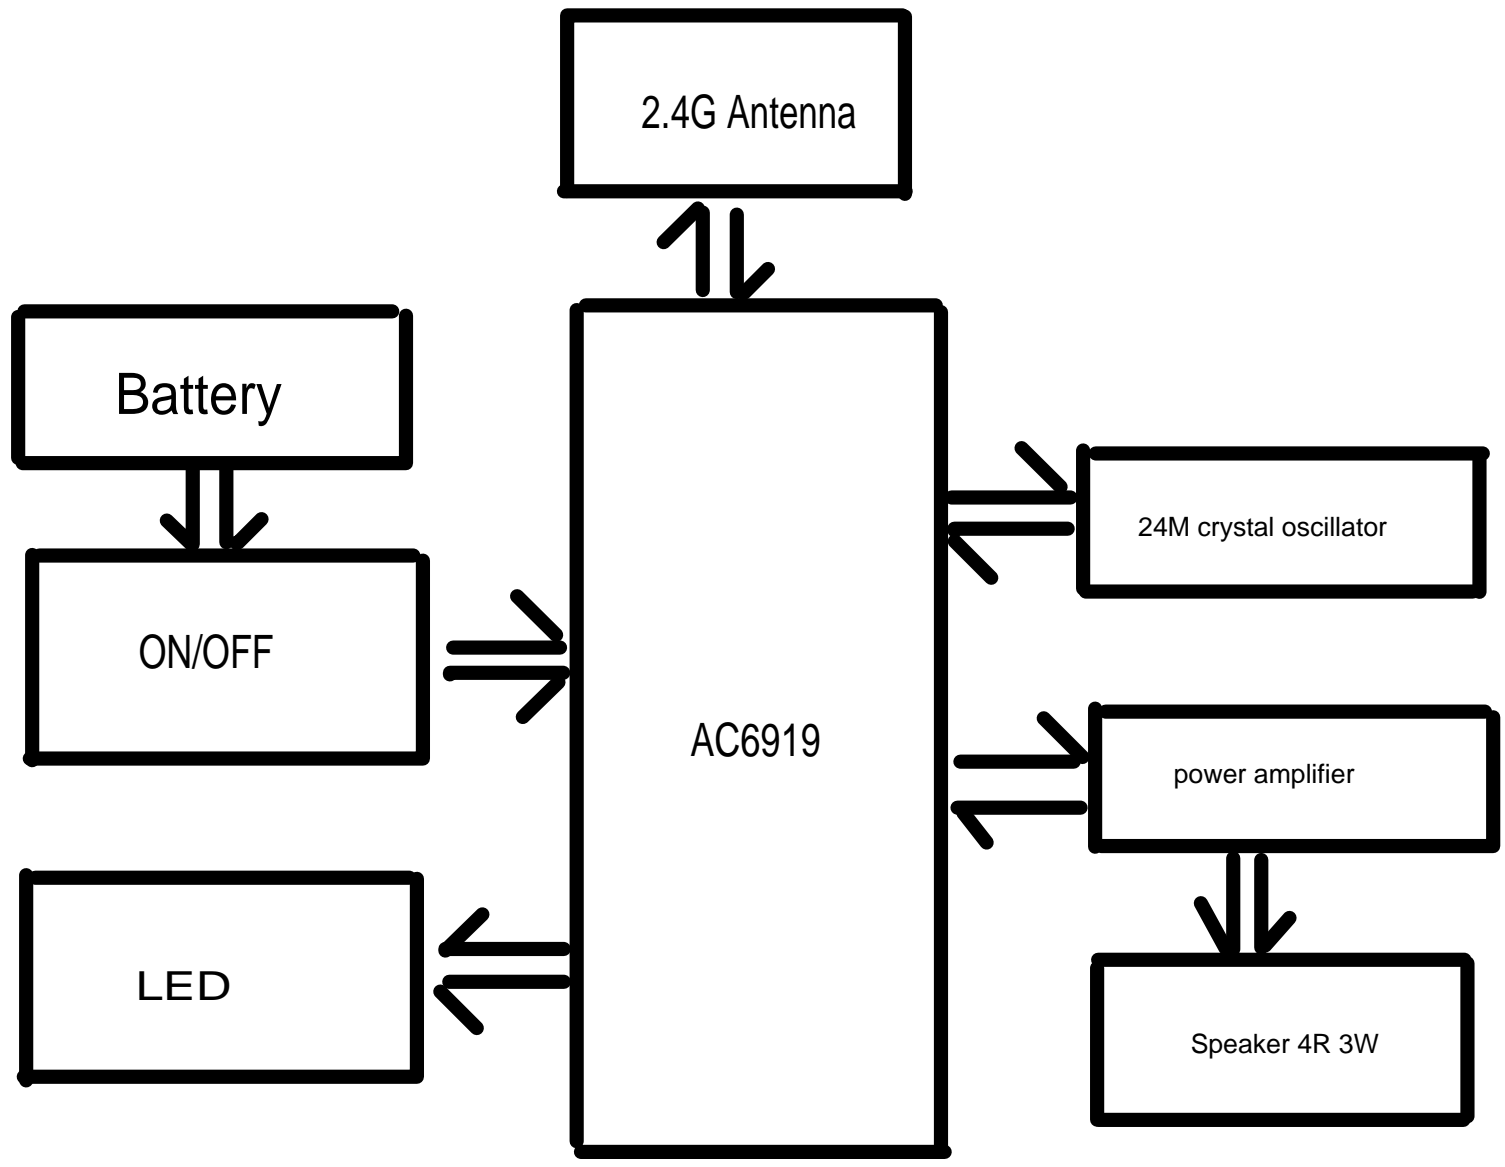 2.4G Antenna
Battery
24M crystal oscillator
ON/OFF
AC6919
power amplifier
LED
Speaker 4R 3W